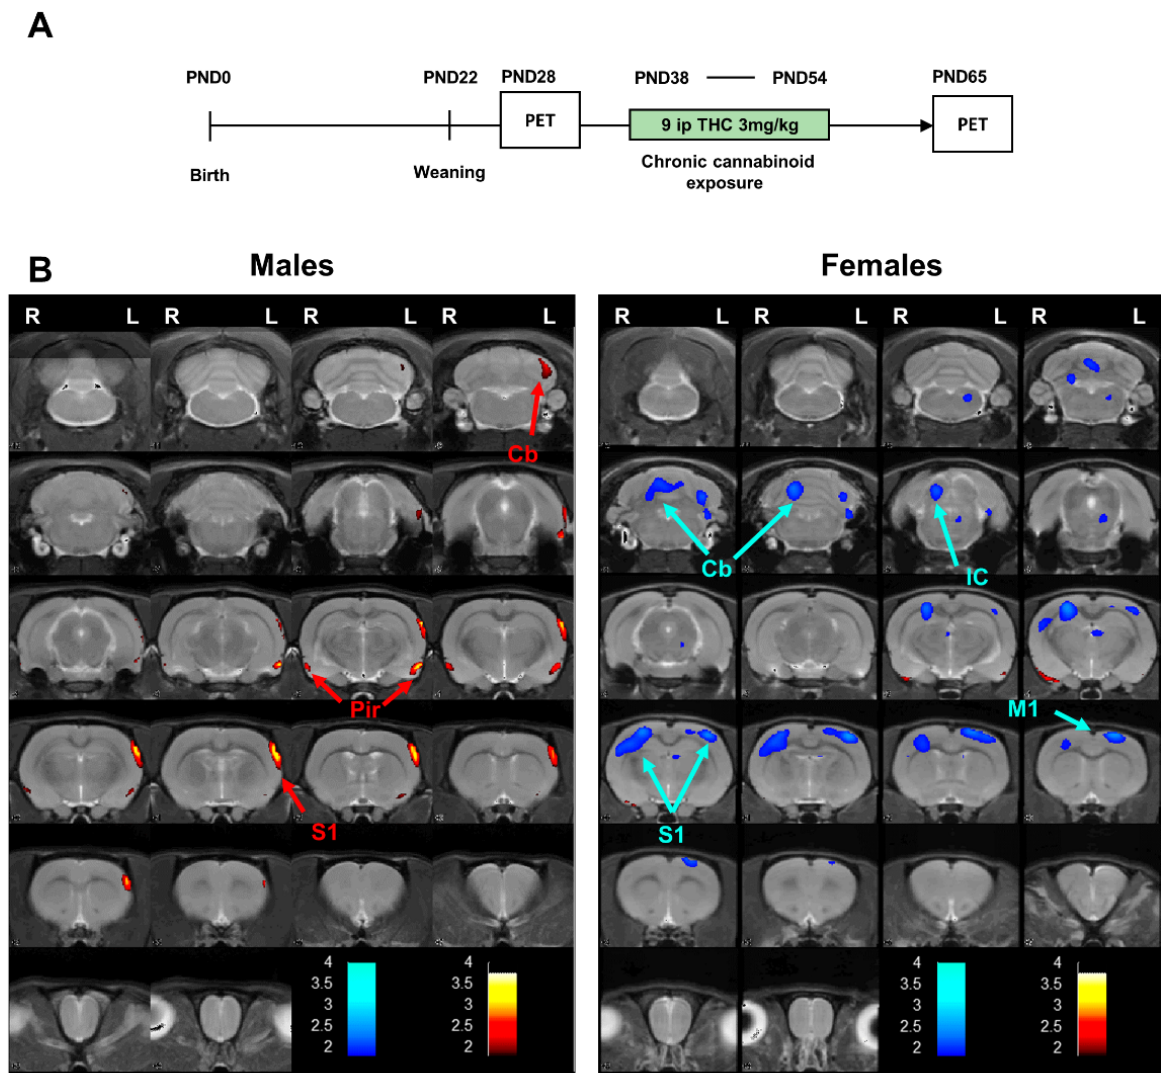 A
PND0
PND22
PND28
PND38
PND54
PND65
PET
9 ip THC 3mg/kg
PET
Birth
Weaning
Chronic cannabinoid
exposure
B
Males
Females
R L R L R L R L
R L R L R L R L
Cb
Cb
IC
Pir
M1
S1
S1
4
3.5
3
2.5
2
4
3.5
3
2.5
2
4
3.5
3
2.5
2
4
3.5
3
2.5
2